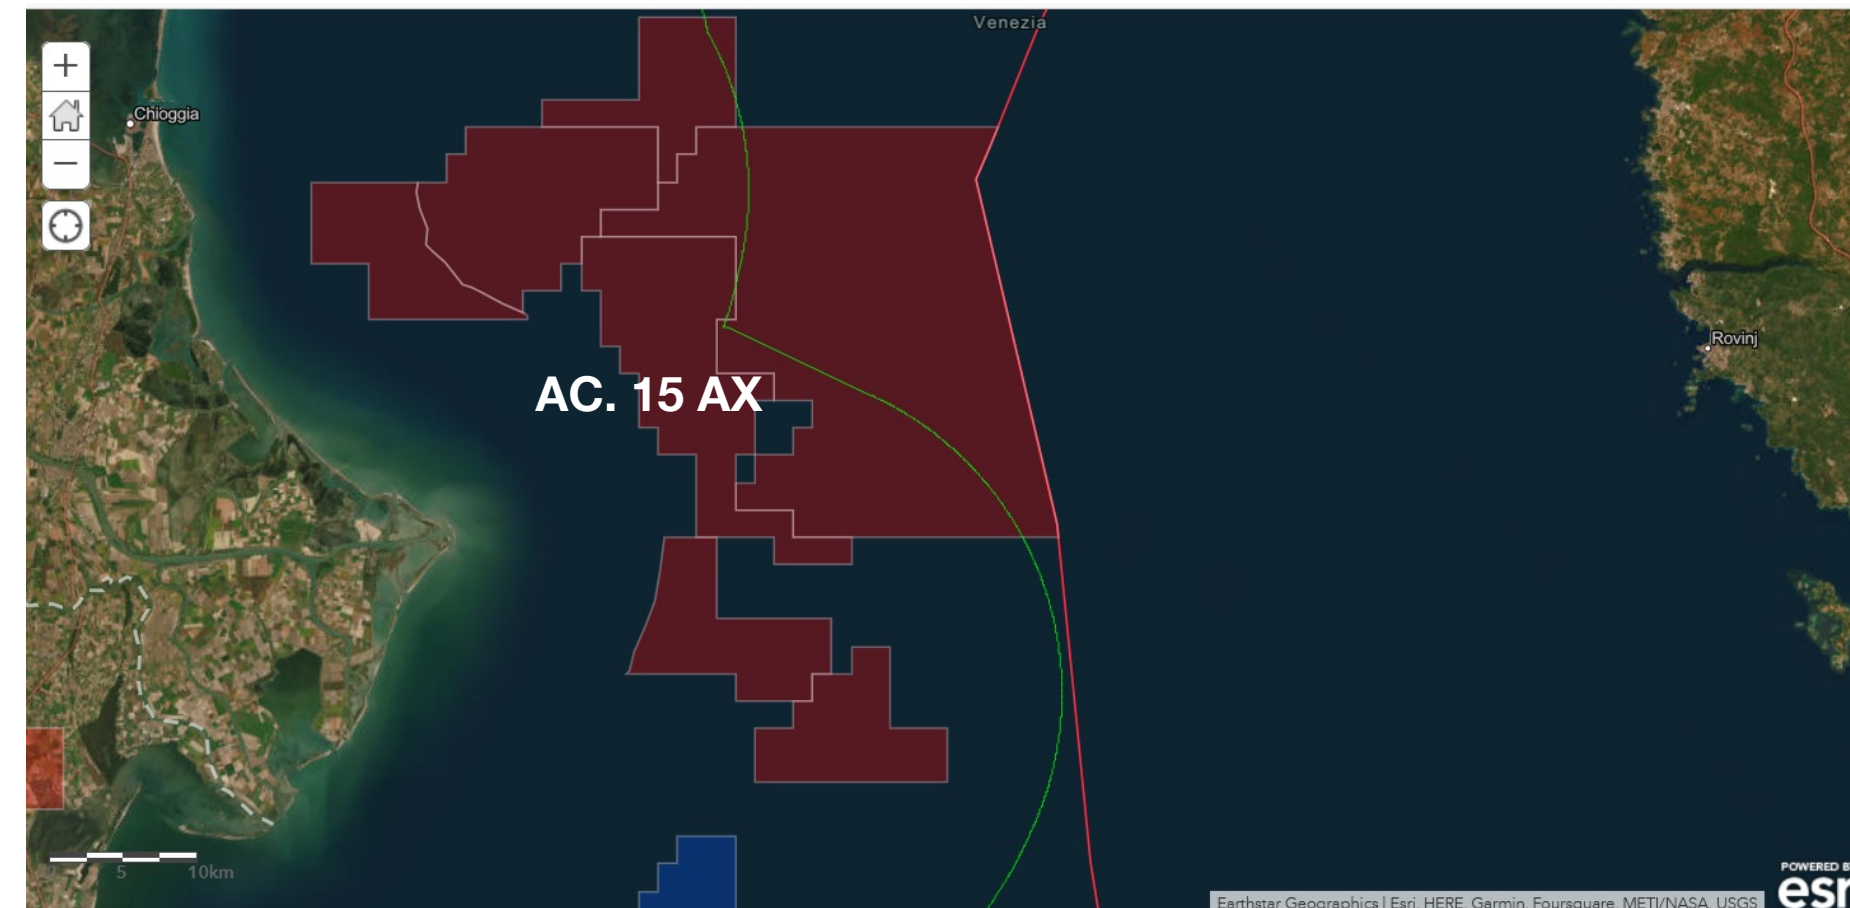 Venezia
Chioggia
Rovinj
AC. 15 AX
0 5 10km
POWERED BY
esri
Earthstar Geographics | Esri, HERE, Garmin, Foursquare, METI/NASA, USGS